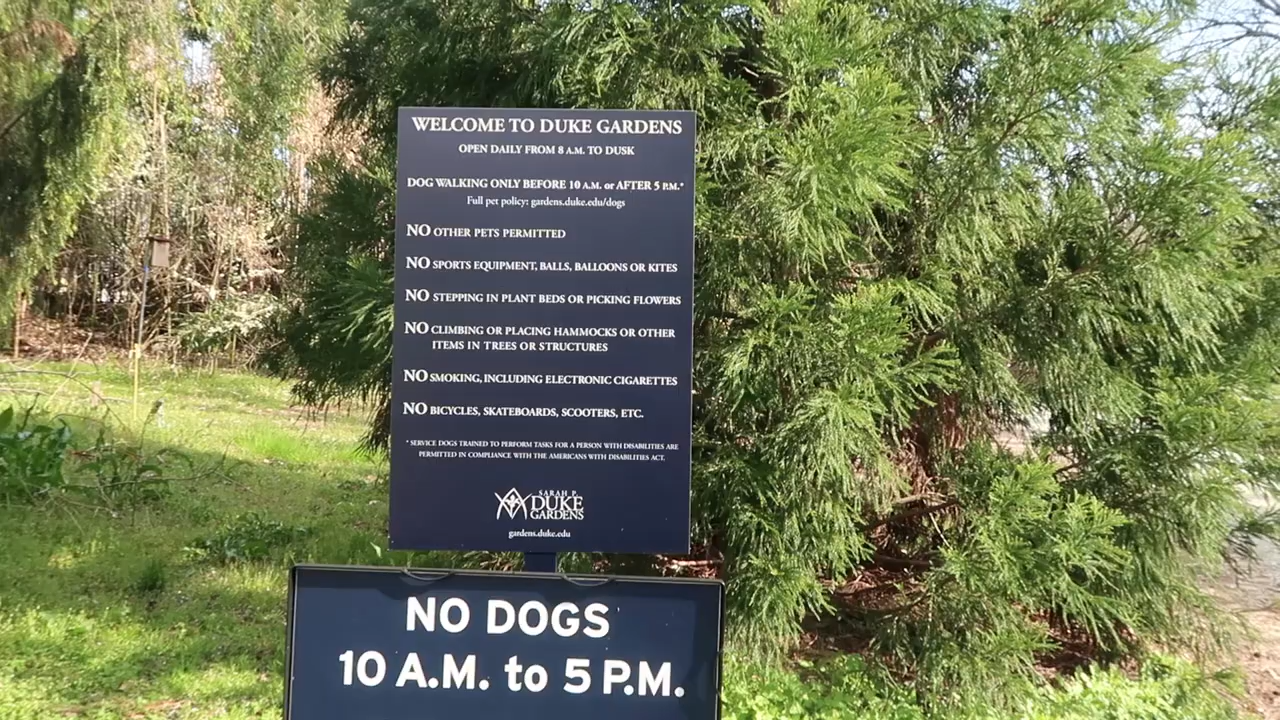 WELCOME TO DUKE GARDENS
OPEN DAILY FROM 8 A.M. TO DUSK
DOG WALKING ONLY BEFORE 10 A.M. or AFTER 5 P.M.*
Full pet policy: gardens.duke.edu/dogs
NO OTHER PETS PERMITTED
NO SPORTS EQUIPMENT, BALLS, BALLOONS OR KITES
NO STEPPING IN PLANT BEDS OR PICKING FLOWERS
NO CLIMBING OR PLACING HAMMOCKS OR OTHER
ITEMS IN TREES OR STRUCTURES
NO SMOKING, INCLUDING ELECTRONIC CIGARETTES
NO BICYCLES, SKATEBOARDS, SCOOTERS, ETC.
* SERVICE DOGS TRAINED TO PERFORM TASKS FOR A PERSON WITH DISABILITIES ARE
PERMITTED IN COMPLIANCE WITH THE AMERICANS WITH DISABILITIES ACT.
SARAH P.
DUKE
GARDENS
gardens.duke.edu
NO DOGS
10 A.M. to 5 P.M.